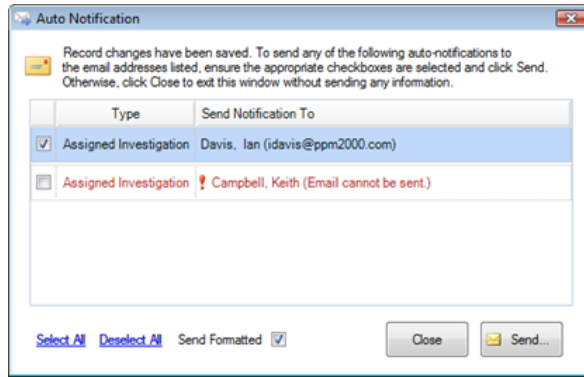 Auto Notification
Record changes have been saved. To send any of the following auto-notifications to
the email addresses listed, ensure the appropriate checkboxes are selected and click Send.
Otherwise, click Close to exit this window without sending any information.
Type Send Notification To
Assigned Investigation Davis, Ian (idavis@ppm2000.com)
Assigned Investigation Campbell, Keith (Email cannot be sent.)
Select All Deselect All Send Formatted Close Send...